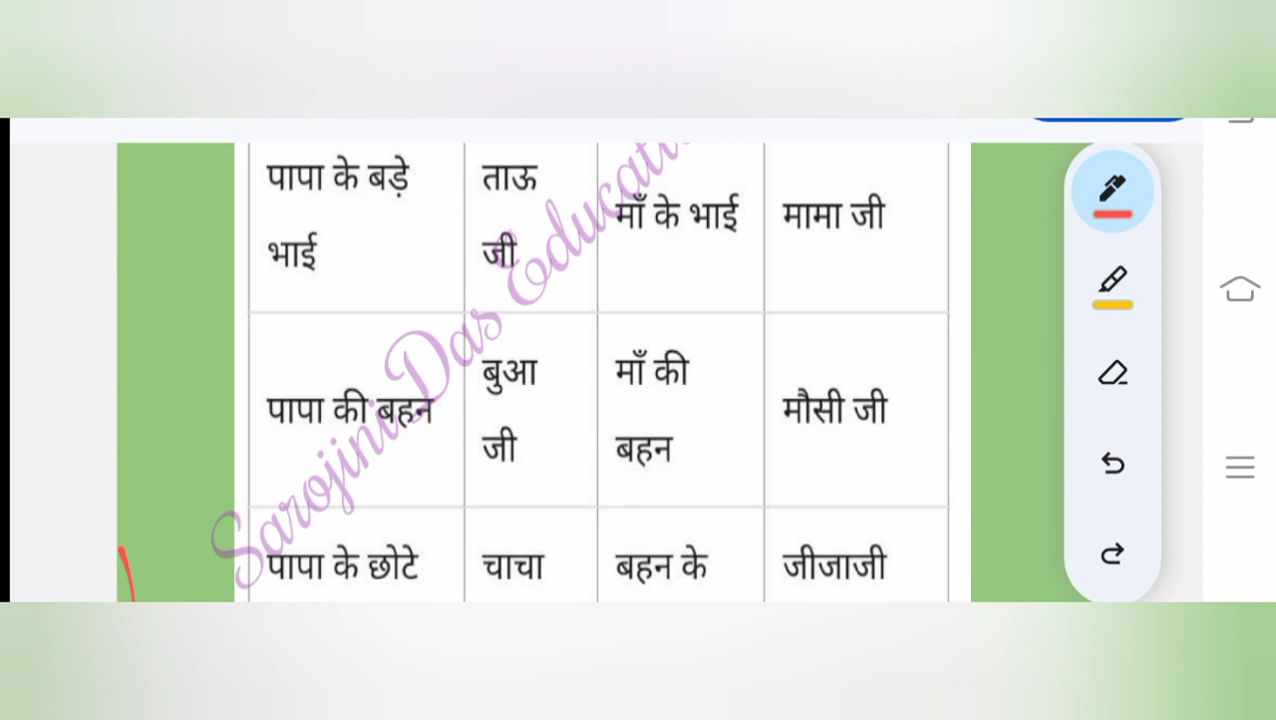 पापा के बड़े
भाई
ताऊ
जी
माँ के भाई
मामा जी
पापा की बहन
बुआ
जी
माँ की
बहन
मौसी जी
पापा के छोटे
चाचा
बहन के
जीजाजी
Sarojini Das Educati